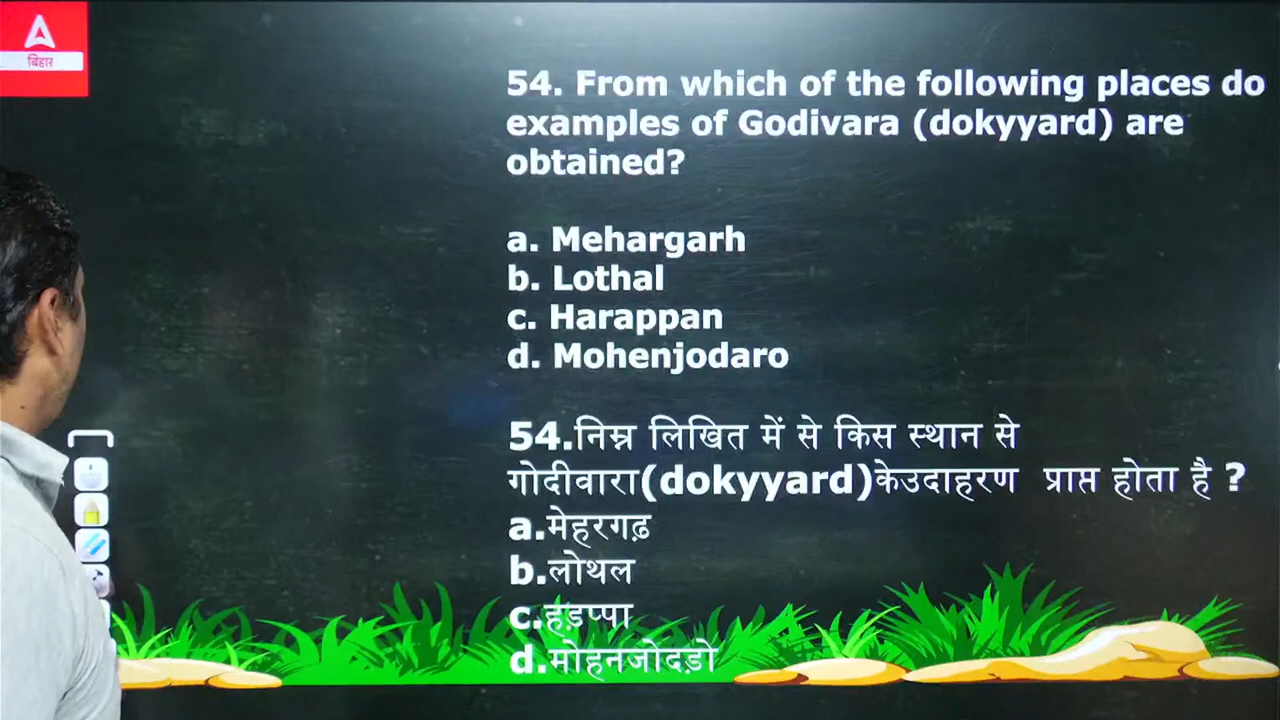 बिहार
54. From which of the following places do
examples of Godivara (dokyyard) are
obtained?
a. Mehargarh
b. Lothal
c. Harappan
d. Mohenjodaro
54.निम्न लिखित में से किस स्थान से
गोदीवारा(dokyyard)केउदाहरण प्राप्त होता है ?
a.मेहरगढ़
b.लोथल
c.हड़प्पा
d.मोहनजोदड़ो